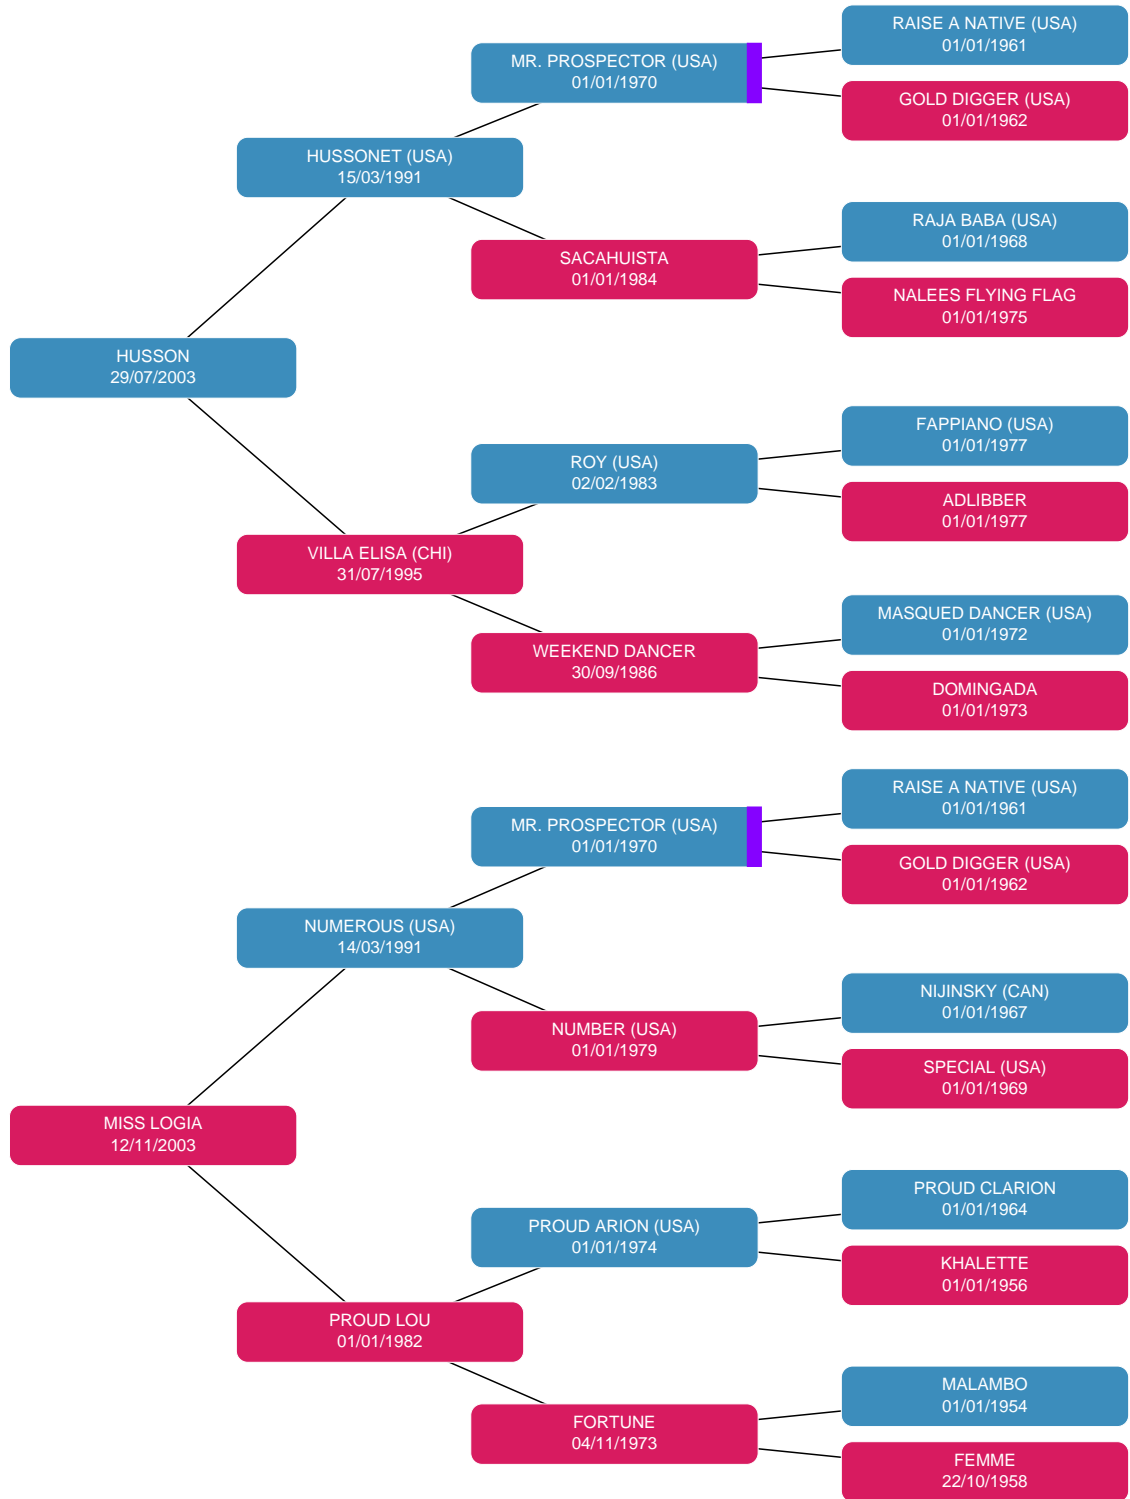 RAISE A NATIVE (USA)
01/01/1961
MR. PROSPECTOR (USA)
01/01/1970
GOLD DIGGER (USA)
01/01/1962
HUSSONET (USA)
15/03/1991
RAJA BABA (USA)
01/01/1968
SACAHUISTA
01/01/1984
NALEES FLYING FLAG
01/01/1975
HUSSON
29/07/2003
FAPPIANO (USA)
01/01/1977
ROY (USA)
02/02/1983
ADLIBBER
01/01/1977
VILLA ELISA (CHI)
31/07/1995
MASQUED DANCER (USA)
01/01/1972
WEEKEND DANCER
30/09/1986
DOMINGADA
01/01/1973
RAISE A NATIVE (USA)
01/01/1961
MR. PROSPECTOR (USA)
01/01/1970
GOLD DIGGER (USA)
01/01/1962
NUMEROUS (USA)
14/03/1991
NIJINSKY (CAN)
01/01/1967
NUMBER (USA)
01/01/1979
SPECIAL (USA)
01/01/1969
MISS LOGIA
12/11/2003
PROUD CLARION
01/01/1964
PROUD ARION (USA)
01/01/1974
KHALETTE
01/01/1956
PROUD LOU
01/01/1982
MALAMBO
01/01/1954
FORTUNE
04/11/1973
FEMME
22/10/1958